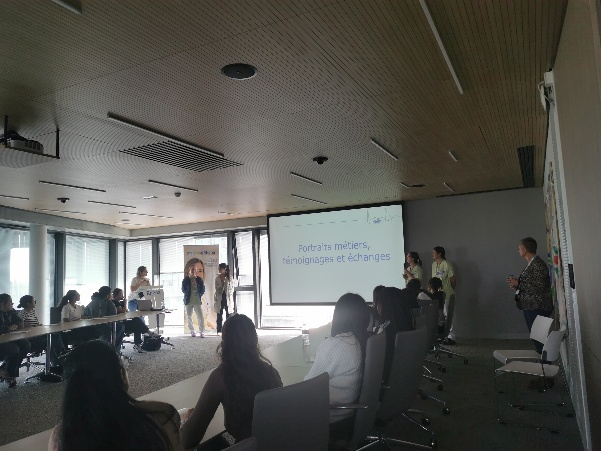 Portraits métiers,
témoignages et échanges